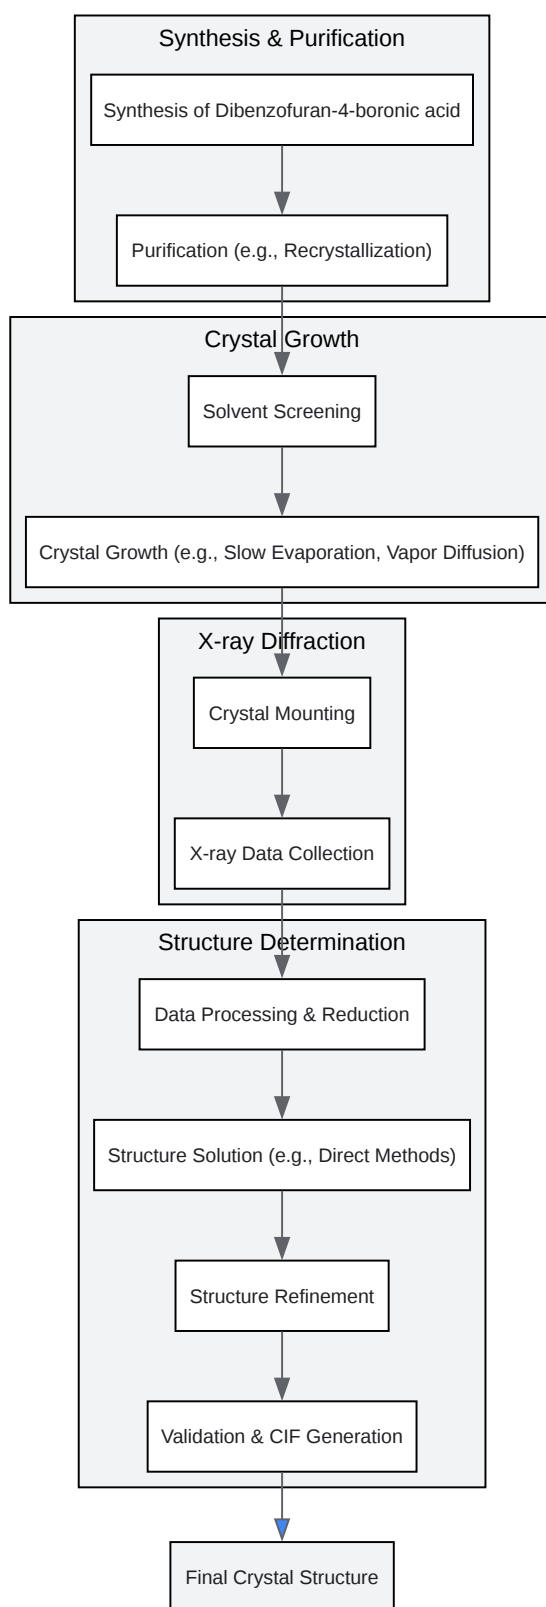 Synthesis & Purification
Synthesis of Dibenzofuran-4-boronic acid
Purification (e.g., Recrystallization)
Crystal Growth
Solvent Screening
Crystal Growth (e.g., Slow Evaporation, Vapor Diffusion)
X-ray Diffraction
Crystal Mounting
X-ray Data Collection
Structure Determination
Data Processing & Reduction
Structure Solution (e.g., Direct Methods)
Structure Refinement
Validation & CIF Generation
Final Crystal Structure